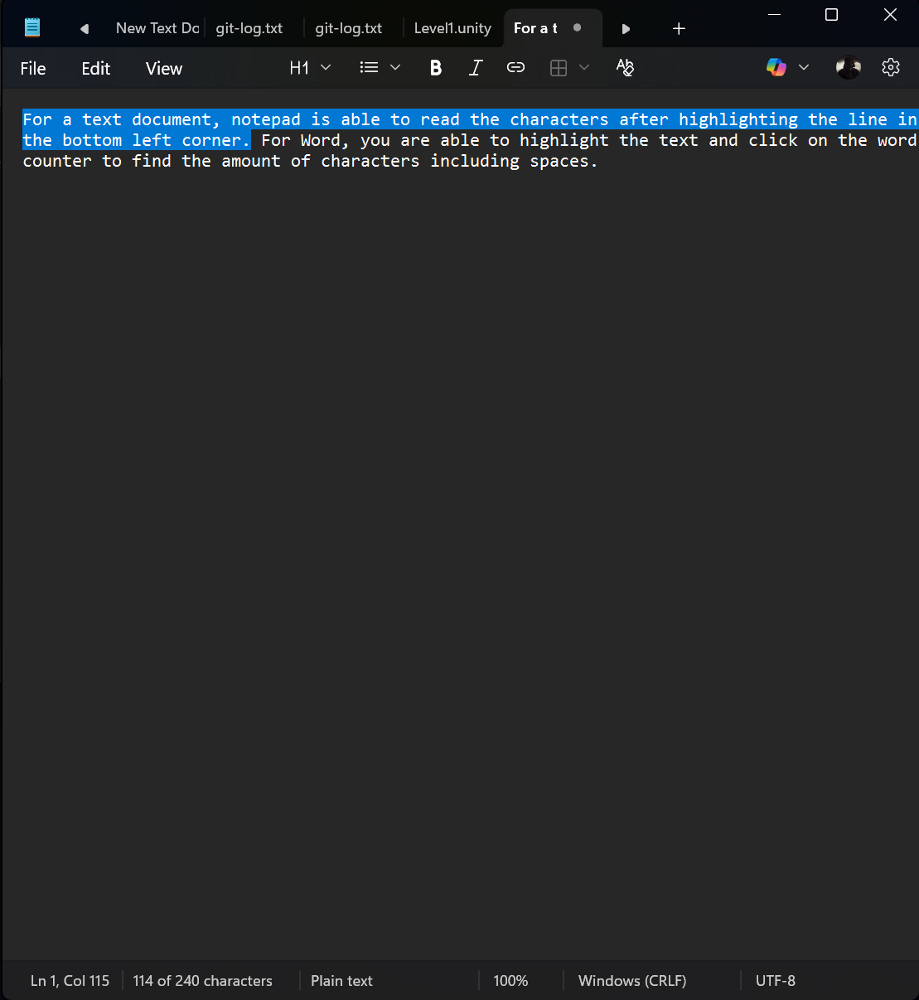 New Text Do git-log.txt git-log.txt Level1.unity For a t
File Edit View H1 B I
For a text document, notepad is able to read the characters after highlighting the line in
the bottom left corner. For Word, you are able to highlight the text and click on the word
counter to find the amount of characters including spaces.
Ln 1, Col 115 114 of 240 characters Plain text 100% Windows (CRLF) UTF-8